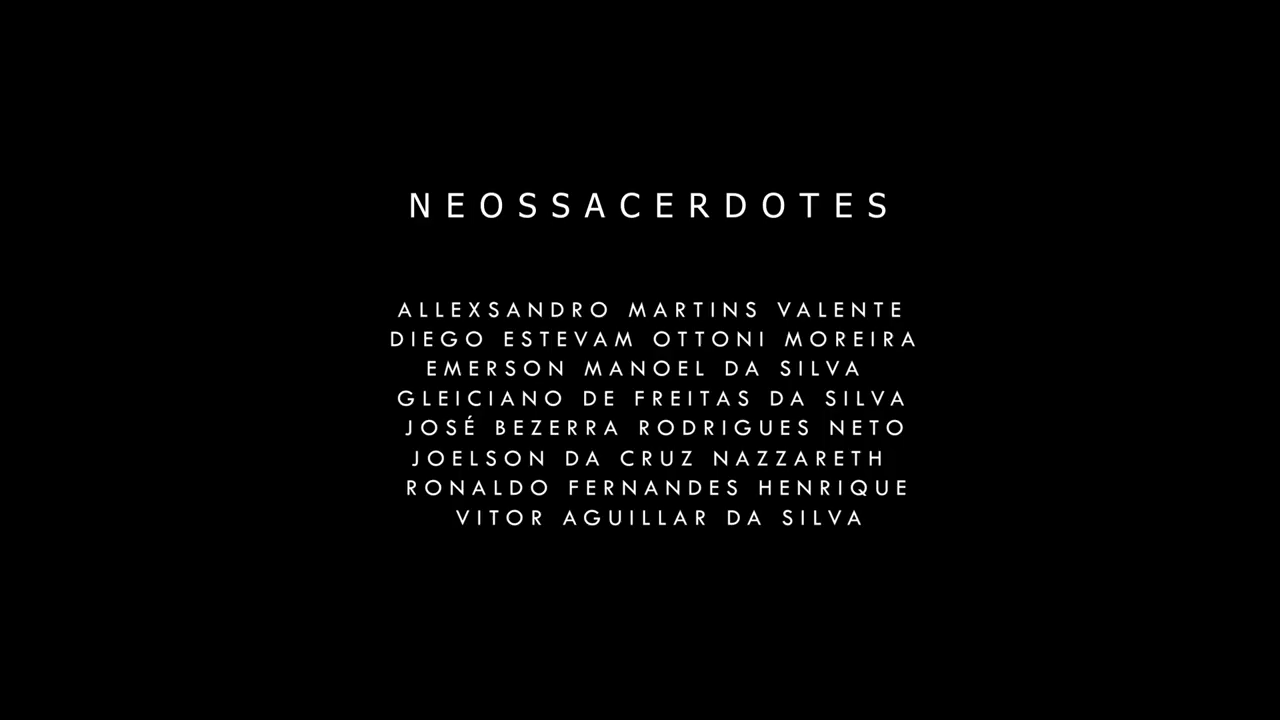 NEOSSACERDOTES
ALLEXSANDRO MARTINS VALENTE
DIEGO ESTEVAM OTTONI MOREIRA
EMERSON MANOEL DA SILVA
GLEICIANO DE FREITAS DA SILVA
JOSÉ BEZERRA RODRIGUES NETO
JOELSON DA CRUZ NAZZARETH
RONALDO FERNANDES HENRIQUE
VITOR AGUILLAR DA SILVA